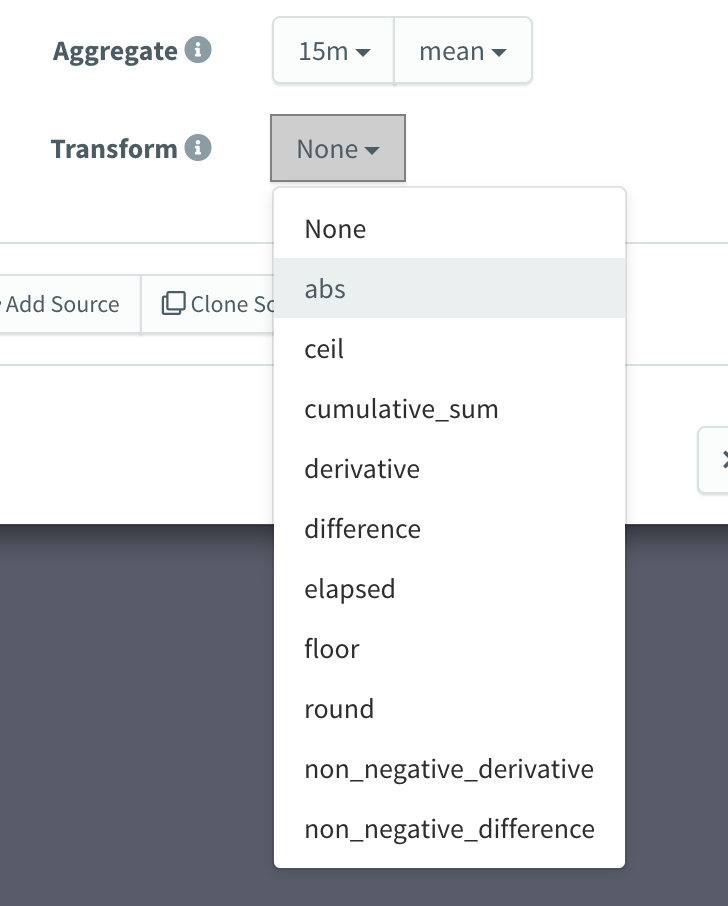 Aggregate 15m mean
Transform None
None
abs
Add Source Clone So
ceil
cumulative_sum
derivative
difference
elapsed
floor
round
non_negative_derivative
non_negative_difference